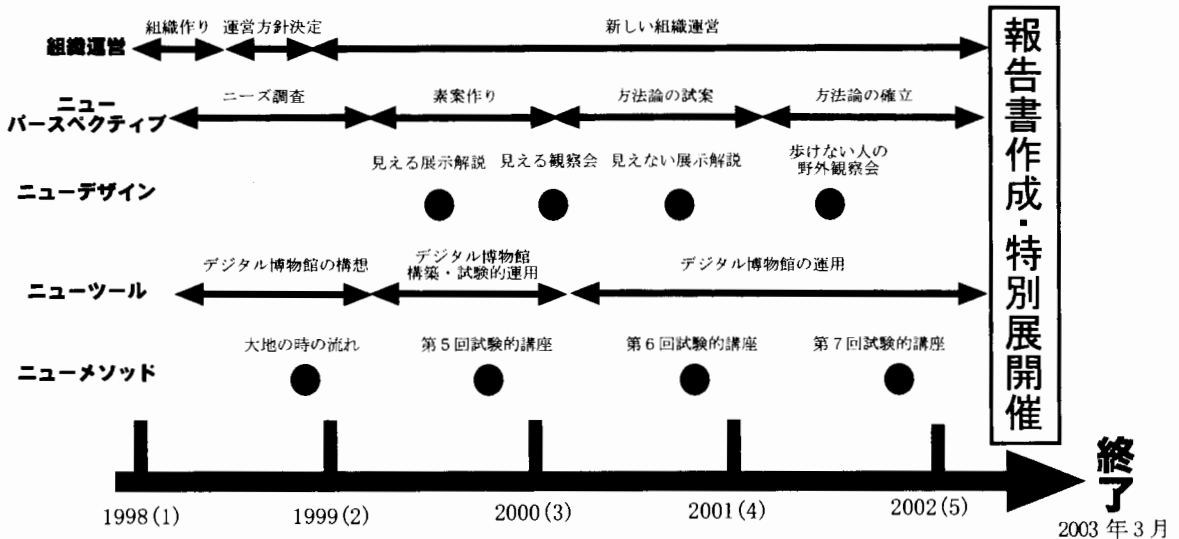 組織作り 運営方針決定 新しい組織運営
組織運営
ニーズ調査 素案作り 方法論の試案 方法論の確立
ニュー
パースペクティブ
見える展示解説 見える観察会 見えない展示解説 歩けない人の
野外観察会
ニューデザイン
デジタル博物館の構想 デジタル博物館
構築・試験的運用 デジタル博物館の運用
ニューツール
大地の時の流れ 第5回試験的講座 第6回試験的講座 第7回試験的講座
ニューメソッド
報告書作成・特別展開催
1998(1) 1999(2) 2000(3) 2001(4) 2002(5)
終了
2003年3月